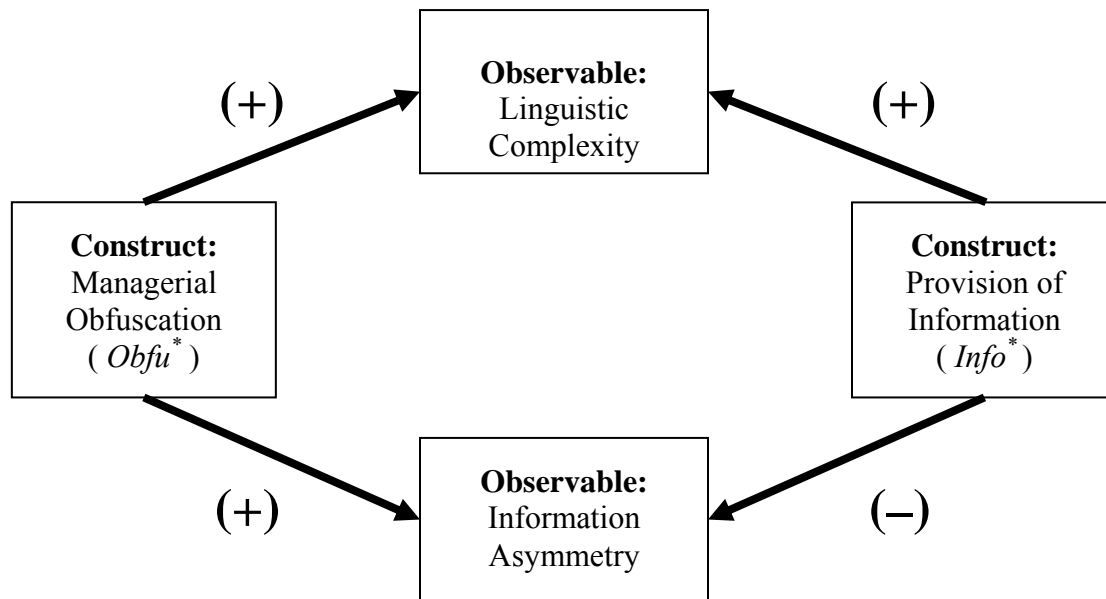 Observable:
Linguistic
Complexity
(+)
(+)
Construct:
Managerial
Obfuscation
( Obfu* )
Construct:
Provision of
Information
( Info* )
(+)
(−)
Observable:
Information
Asymmetry